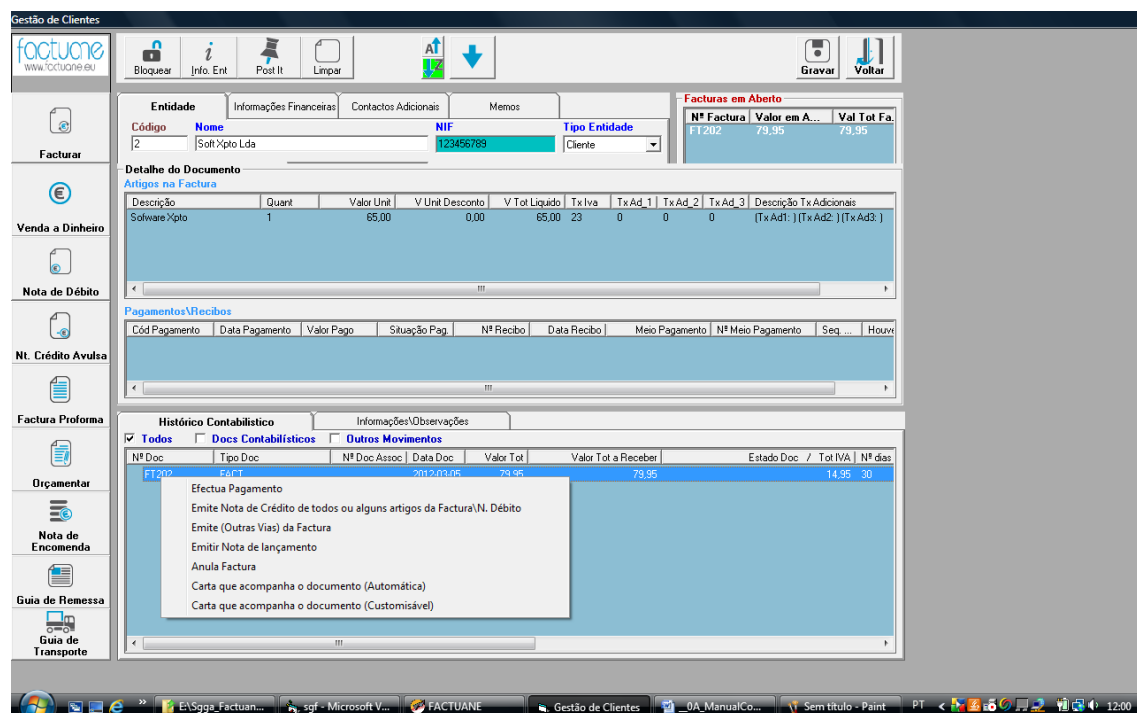 Gestão de Clientes
factuane
www.factuane.eu
Bloquear Info. Ent Post It Limpar Gravar Voltar
Entidade Informações Financeiras Contactos Adicionais Memos
Facturas em Aberto
Código Nome NIF Tipo Entidade
Nº Factura Valor em A... Val Tot Fa.
2 Soft Xpto Lda 123456789 Cliente
FT202 79,95 79,95
Facturar
Venda a Dinheiro
Nota de Débito
Nt. Crédito Avulsa
Factura Proforma
Orçamentar
Nota de
Encomenda
Guia de Remessa
Guia de
Transporte
Detalhe do Documento
Artigos na Factura
Descrição Quant Valor Unit V Unit Desconto V Tot Liquido Tx Iva Tx Ad_1 Tx Ad_2 Tx Ad_3 Descrição Tx Adicionais
Sofware Xpto 1 65,00 0,00 65,00 23 0 0 0 (Tx Ad1: ) (Tx Ad2: ) (Tx Ad3: )
Pagamentos\Recibos
Cód Pagamento Data Pagamento Valor Pago Situação Pag. Nº Recibo Data Recibo Meio Pagamento Nº Meio Pagamento Seq. ... Houve
Histórico Contabilistico Informações\Observações
Todos Docs Contabilísticos Outros Movimentos
Nº Doc Tipo Doc Nº Doc Assoc Data Doc Valor Tot Valor Tot a Receber Estado Doc / Tot IVA Nº dias
FT202 FACT 2012-03-05 79,95 79,95 14,95 30
Efectua Pagamento
Emite Nota de Crédito de todos ou alguns artigos da Factura\N. Débito
Emite (Outras Vias) da Factura
Emitir Nota de lançamento
Anula Factura
Carta que acompanha o documento (Automática)
Carta que acompanha o documento (Customisável)
E:\Sgga_Factuan... sgf - Microsoft V... FACTUANE Gestão de Clientes _0A_ManualCo... Sem título - Paint PT 12:00